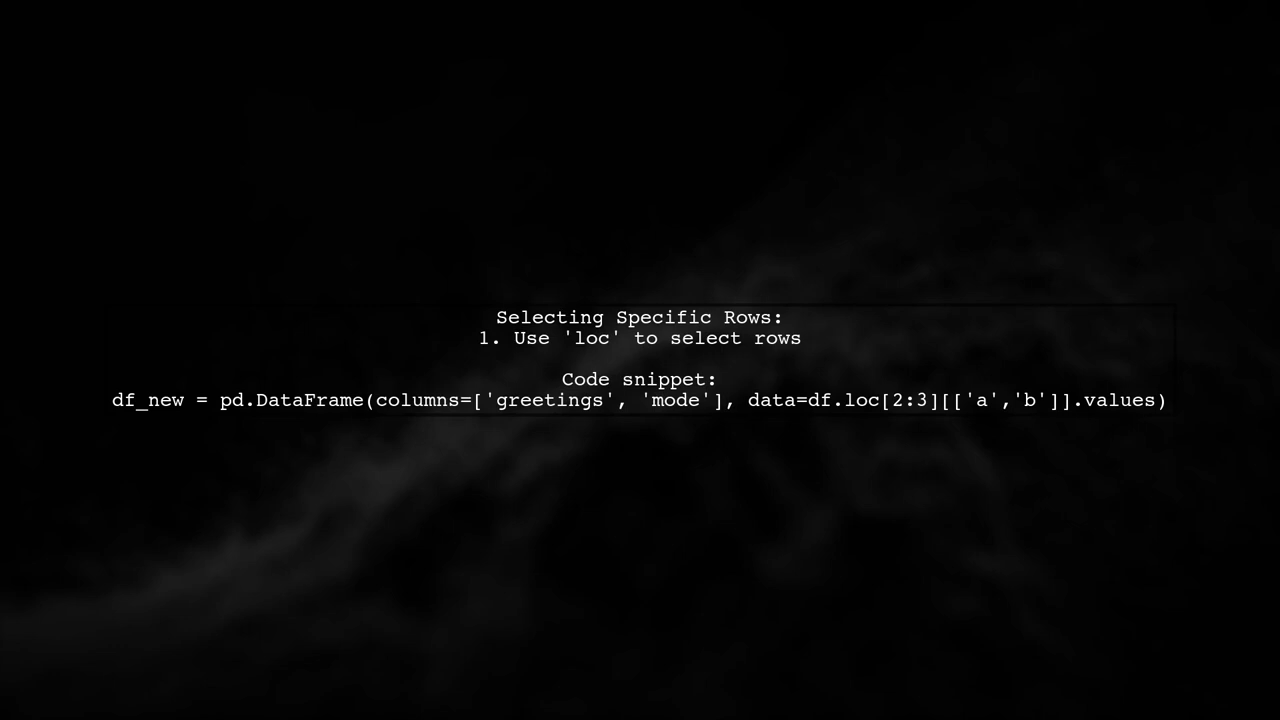 Selecting Specific Rows:
1. Use 'loc' to select rows
Code snippet:
df_new = pd.DataFrame(columns=['greetings', 'mode'], data=df.loc[2:3][['a','b']].values)